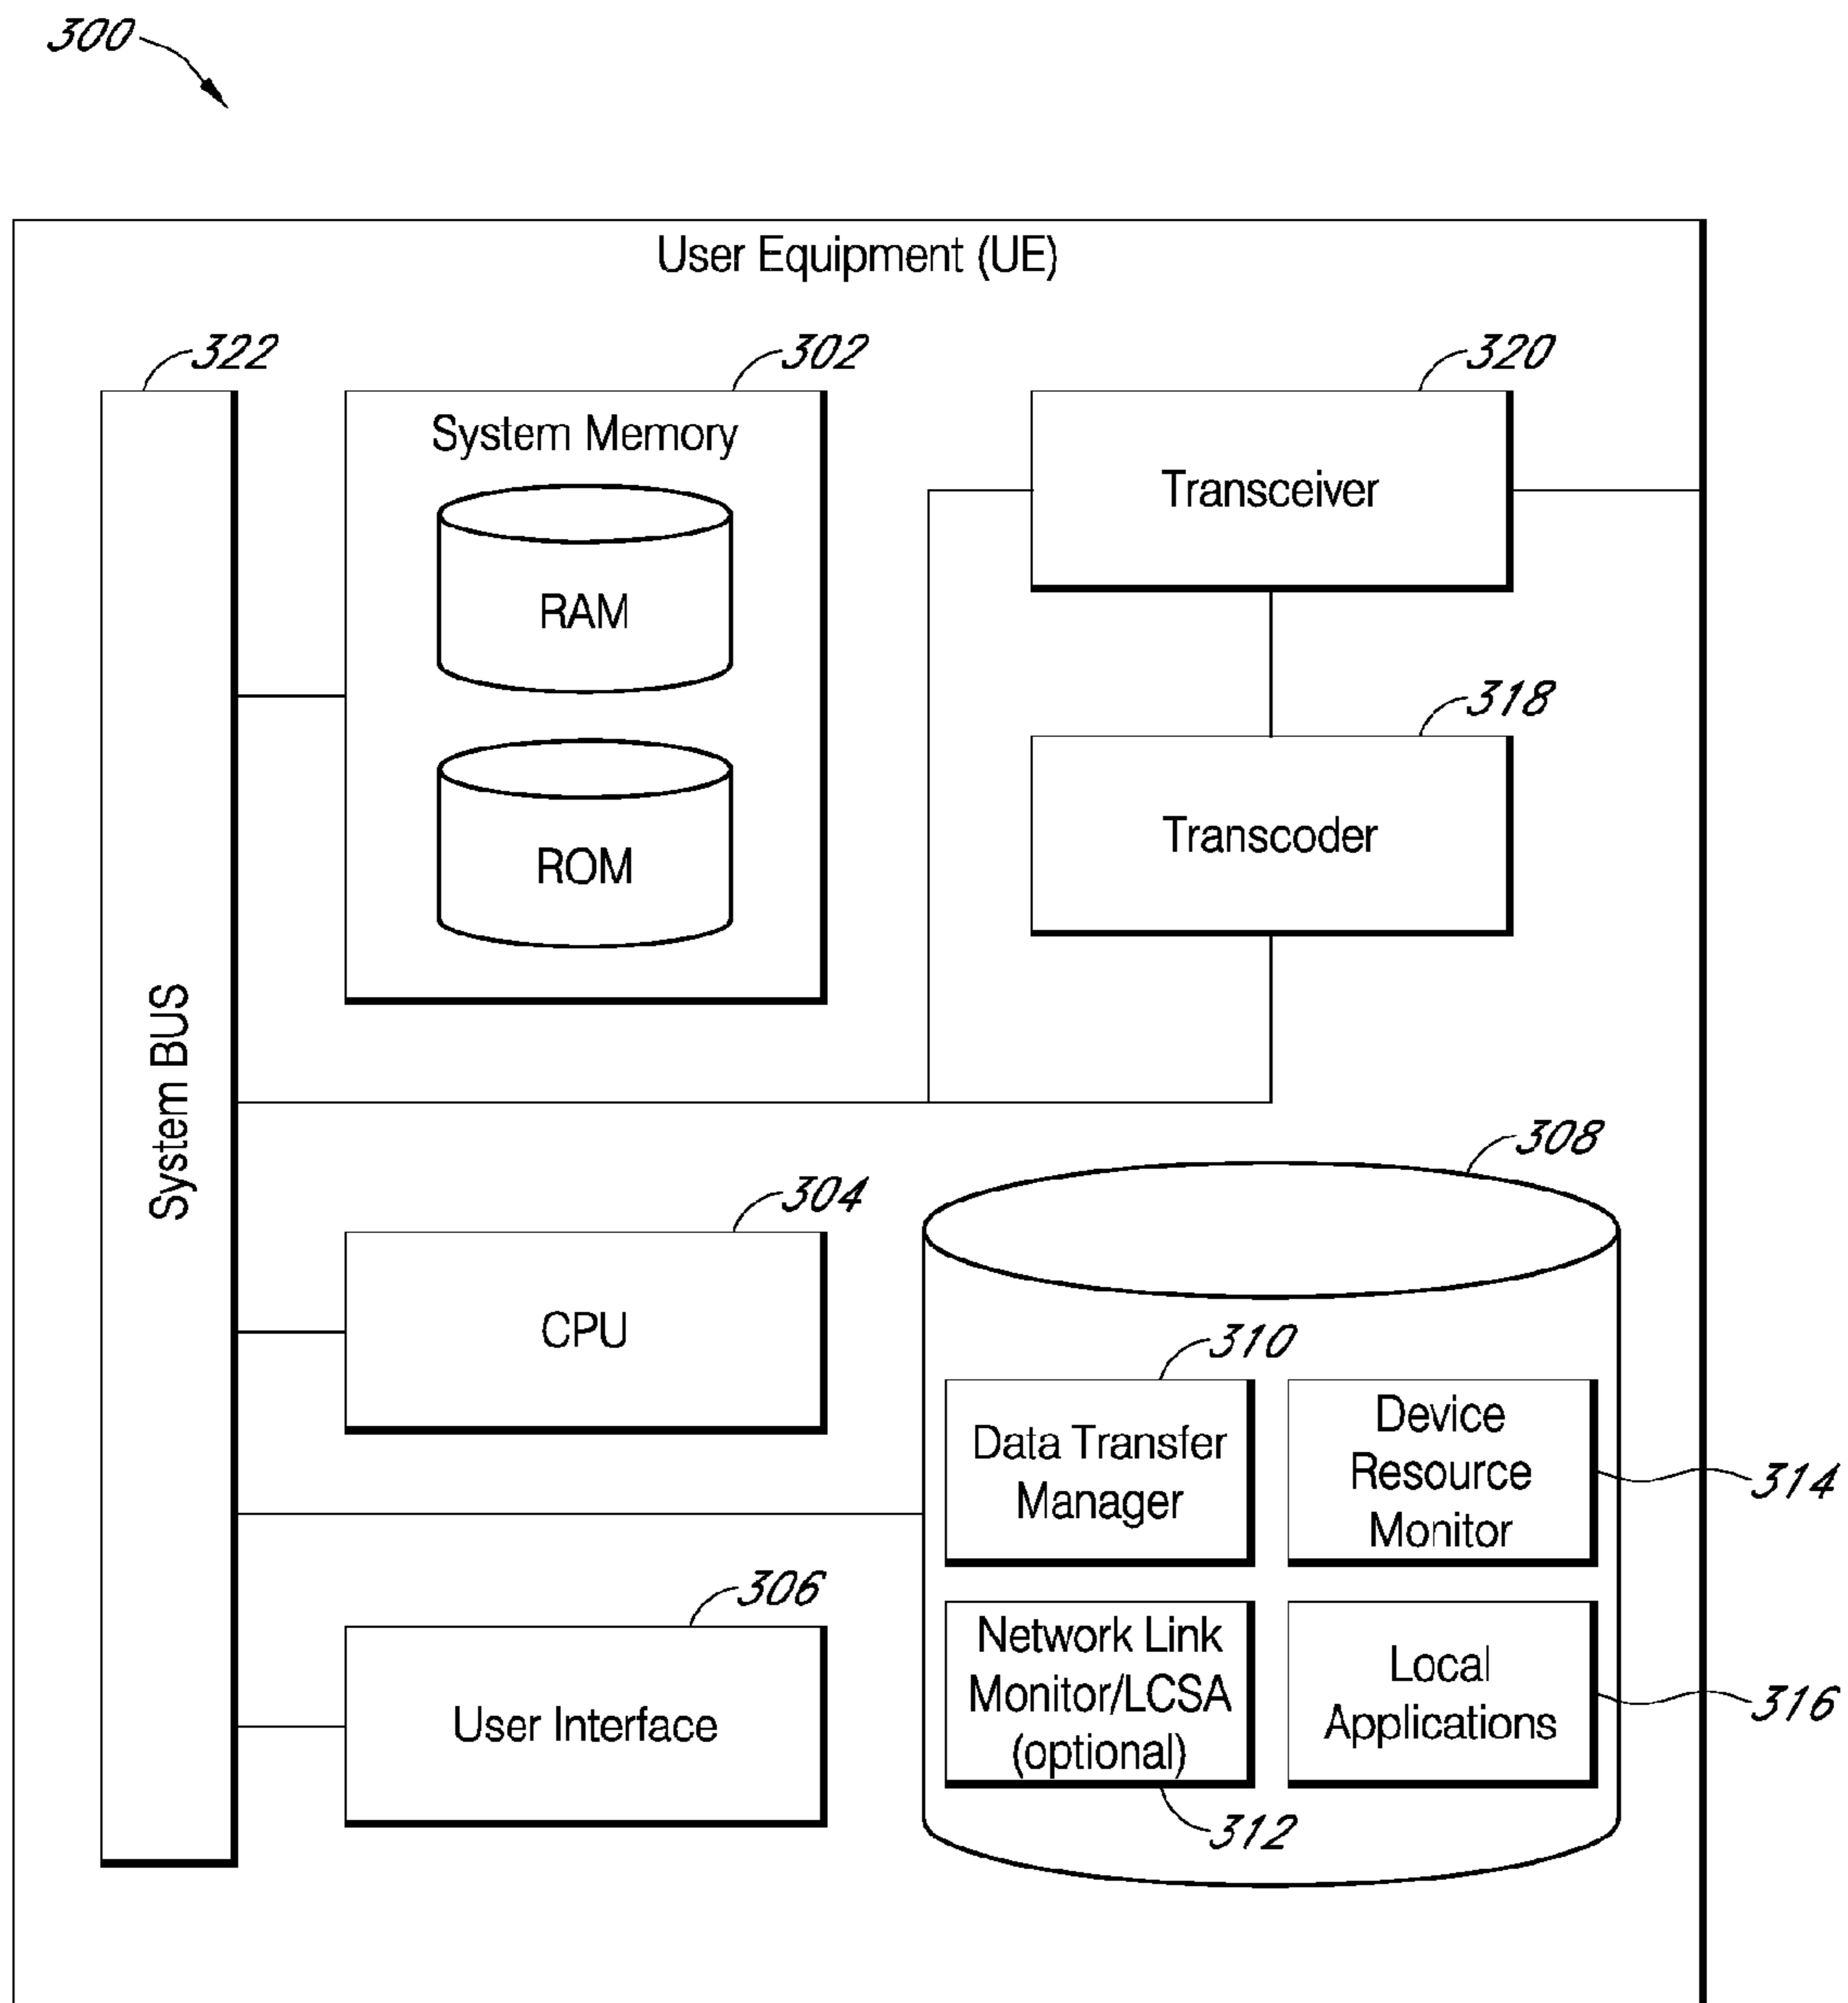 300
User Equipment (UE)
322
302
320
System Memory
Transceiver
RAM
318
ROM
Transcoder
System BUS
308
304
CPU
310
Data Transfer
Manager
Device
Resource
Monitor
314
306
User Interface
Network Link
Monitor/LCSA
(optional)
Local
Applications
316
312